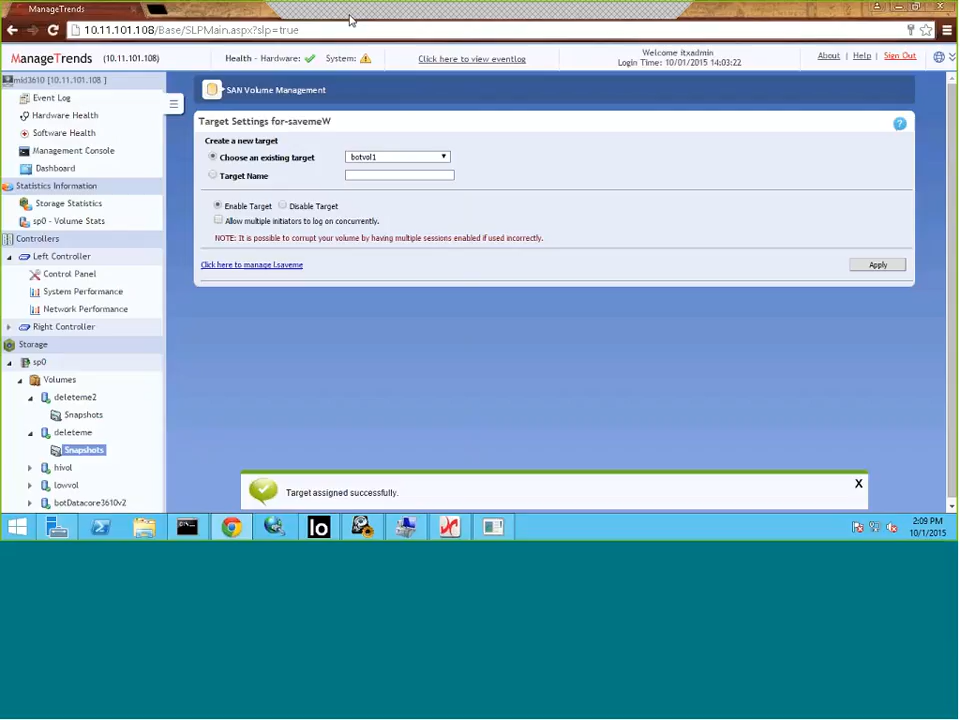 ManageTrends
10.11.101.108/Base/SLPMain.aspx?slp=true
ManageTrends (10.11.101.108)
Health - Hardware: System:
Click here to view eventlog
Welcome itxadmin
Login Time: 10/01/2015 14:03:22
About | Help | Sign Out
mld3610 [10.11.101.108 ]
Event Log
Hardware Health
Software Health
Management Console
Dashboard
Statistics Information
Storage Statistics
sp0 - Volume Stats
Controllers
Left Controller
Control Panel
System Performance
Network Performance
Right Controller
Storage
sp0
Volumes
deleteme2
Snapshots
deleteme
Snapshots
hivol
lowvol
botDatacore3610v2
SAN Volume Management
Target Settings for-savemeW
Create a new target
Choose an existing target botvol1
Target Name
Enable Target Disable Target
Allow multiple initiators to log on concurrently.
NOTE: It is possible to corrupt your volume by having multiple sessions enabled if used incorrectly.
Click here to manage Lsaveme
Apply
Target assigned successfully.
X
lo
2:09 PM
10/1/2015